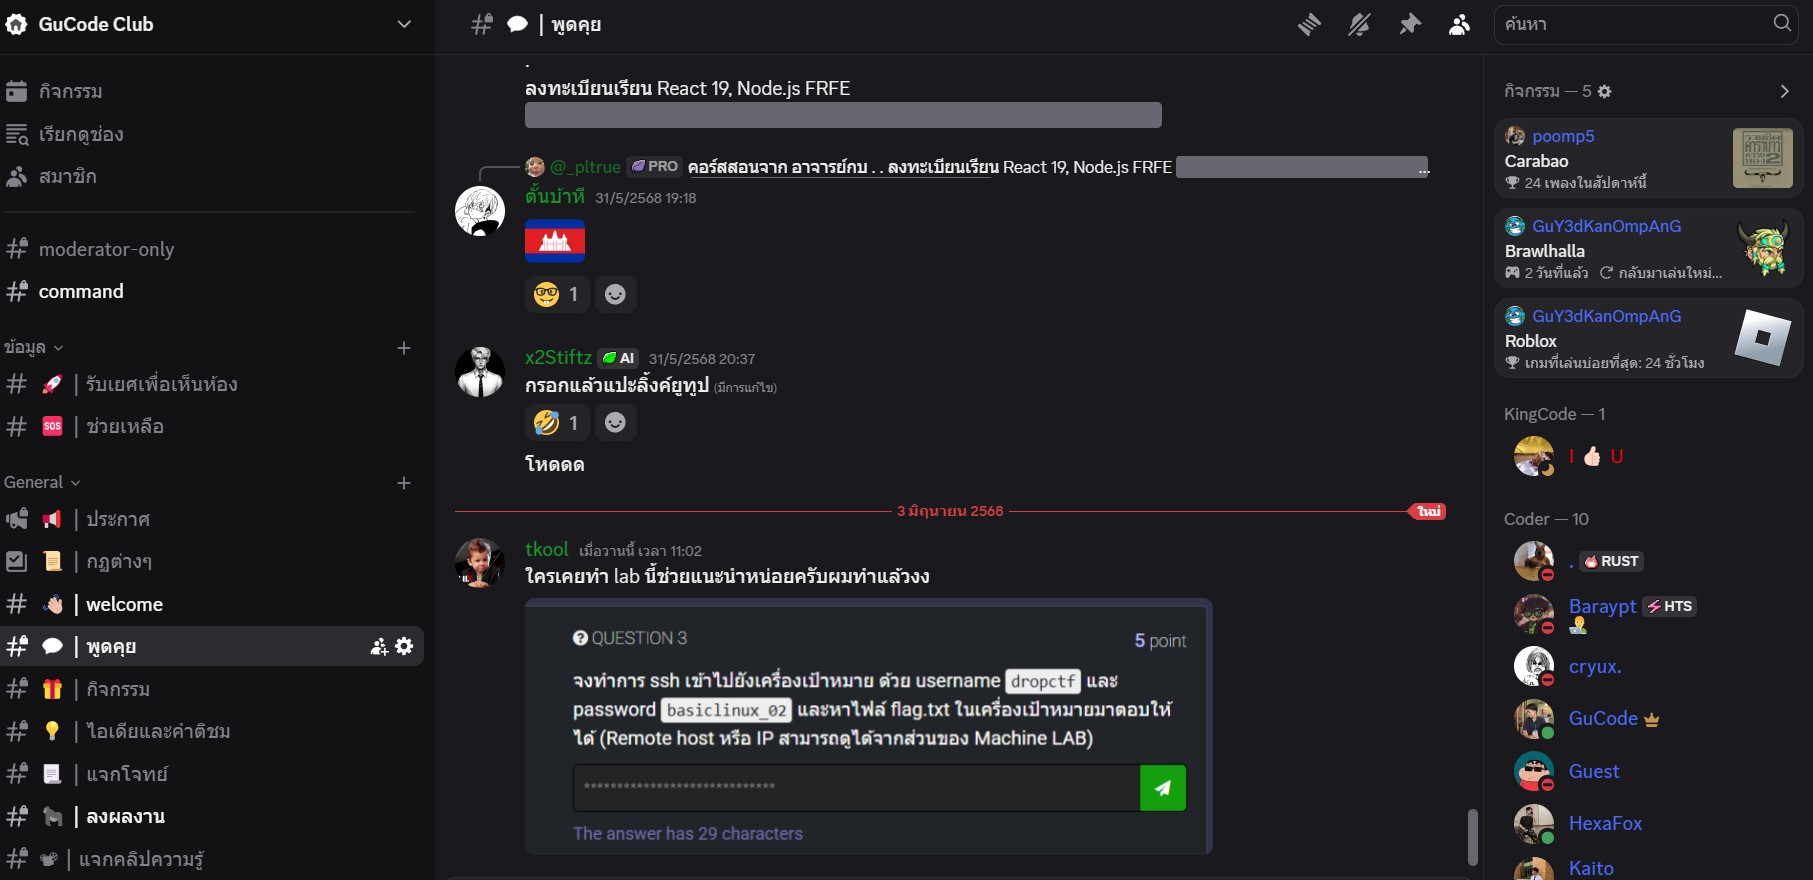 GuCode Club
กิจกรรม
เรียกดูช่อง
สมาชิก
moderator-only
command
ข้อมูล
| รับยศเพื่อเห็นห้อง
SOS | ช่วยเหลือ
General
| ประกาศ
| กฏต่างๆ
| welcome
| พูดคุย
| กิจกรรม
| ไอเดียและคำติชม
| แจกโจทย์
| ลงผลงาน
| แจกคลิปความรู้
| พูดคุย
.
ลงทะเบียนเรียน React 19, Node.js FRFE
@_pltrue PRO คอร์สสอนจาก อาจารย์กบ . . ลงทะเบียนเรียน React 19, Node.js FRFE ...
ตั้นบ้าหี 31/5/2568 19:18
1
x2Stiftz AI 31/5/2568 20:37
กรอกแล้วแปะลิ้งค์ยูทูป (มีการแก้ไข)
1
โหดดด
3 มิถุนายน 2568 ใหม่
tkool เมื่อวานนี้ เวลา 11:02
ใครเคยทำ lab นี้ช่วยแนะนำหน่อยครับผมทำแล้วงง
QUESTION 3 5 point
จงทำการ ssh เข้าไปยังเครื่องเป้าหมาย ด้วย username dropctf และ
password basiclinux_02 และหาไฟล์ flag.txt ในเครื่องเป้าหมายมาตอบให้
ได้ (Remote host หรือ IP สามารถดูได้จากส่วนของ Machine LAB)
*****************************
The answer has 29 characters
ค้นหา
กิจกรรม — 5
poomp5
Carabao
24 เพลงในสัปดาห์นี้
GuY3dKanOmpAnG
Brawlhalla
2 วันที่แล้ว กลับมาเล่นใหม่...
GuY3dKanOmpAnG
Roblox
เกมที่เล่นบ่อยที่สุด: 24 ชั่วโมง
KingCode — 1
I 👍🏻 U
Coder — 10
. RUST
Baraypt HTS
cryux.
GuCode
Guest
HexaFox
Kaito